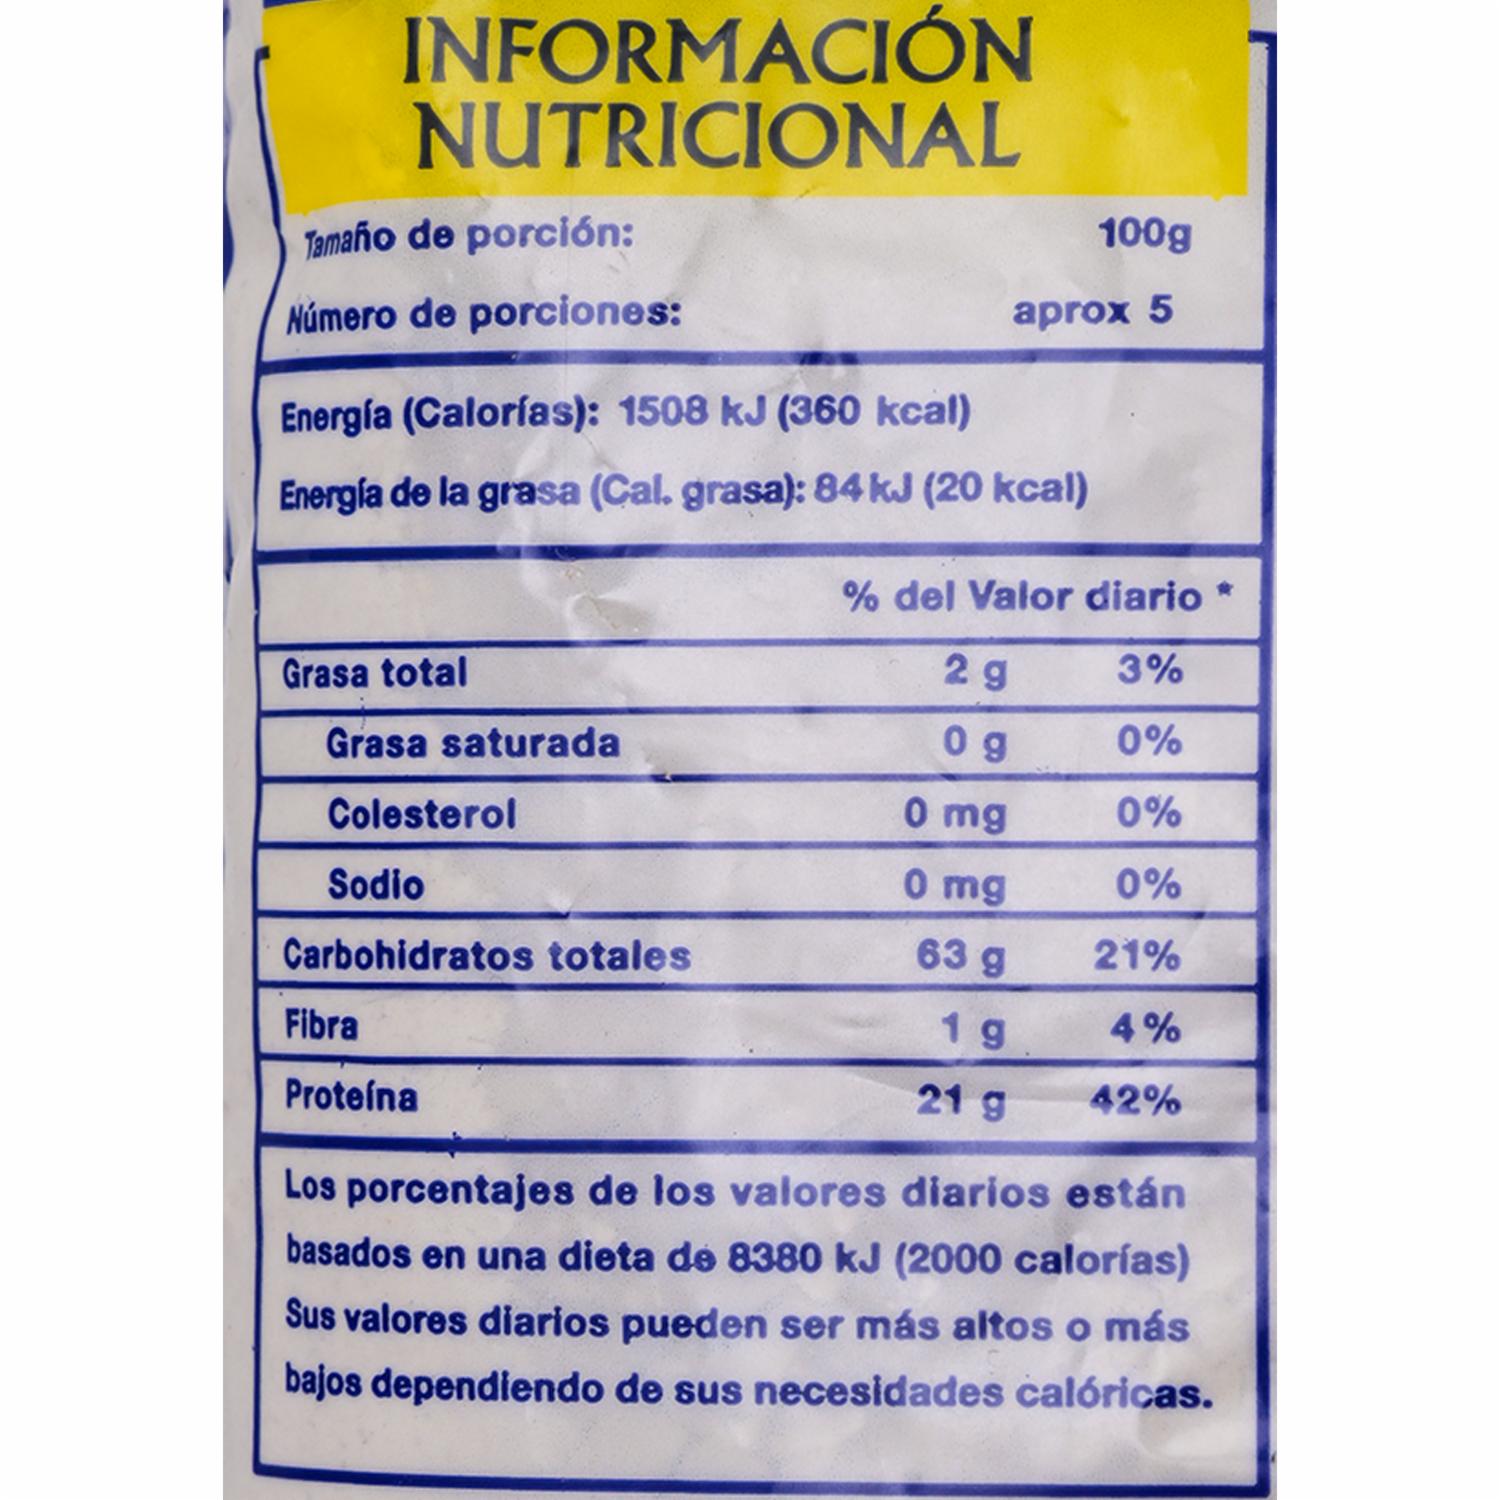 INFORMACIÓN
NUTRICIONAL
Tamaño de porción: 100g
Número de porciones: aprox 5
Energía (Calorías): 1508 kJ (360 kcal)
Energía de la grasa (Cal. grasa): 84 kJ (20 kcal)
% del Valor diario *
Grasa total 2 g 3%
Grasa saturada 0 g 0%
Colesterol 0 mg 0%
Sodio 0 mg 0%
Carbohidratos totales 63 g 21%
Fibra 1 g 4%
Proteína 21 g 42%
Los porcentajes de los valores diarios están
basados en una dieta de 8380 kJ (2000 calorías)
Sus valores diarios pueden ser más altos o más
bajos dependiendo de sus necesidades calóricas.